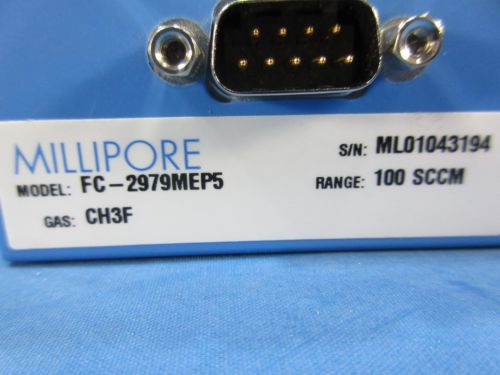 MILLIPORE S/N: ML01043194
MODEL: FC-2979MEP5 RANGE: 100 SCCM
GAS: CH3F